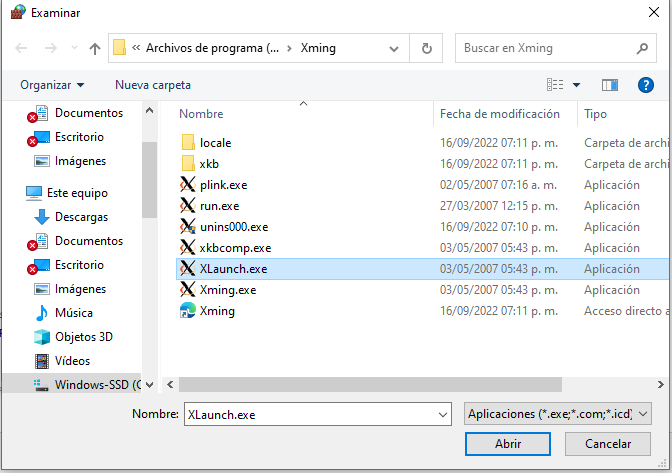 Examinar
« Archivos de programa (... > Xming
Buscar en Xming
Organizar Nueva carpeta
Documentos
Escritorio
Imágenes
Este equipo
Descargas
Documentos
Escritorio
Imágenes
Música
Objetos 3D
Vídeos
Windows-SSD (C
Nombre Fecha de modificación Tipo
locale 16/09/2022 07:11 p. m. Carpeta de archi
xkb 16/09/2022 07:11 p. m. Carpeta de archi
plink.exe 02/05/2007 07:16 a. m. Aplicación
run.exe 27/03/2007 12:15 p. m. Aplicación
unins000.exe 16/09/2022 07:10 p. m. Aplicación
xkbcomp.exe 03/05/2007 05:43 p. m. Aplicación
XLaunch.exe 03/05/2007 05:43 p. m. Aplicación
Xming.exe 03/05/2007 05:43 p. m. Aplicación
Xming 16/09/2022 07:11 p. m. Acceso directo a
Nombre: XLaunch.exe Aplicaciones (*.exe;*.com;*.icd)
Abrir Cancelar